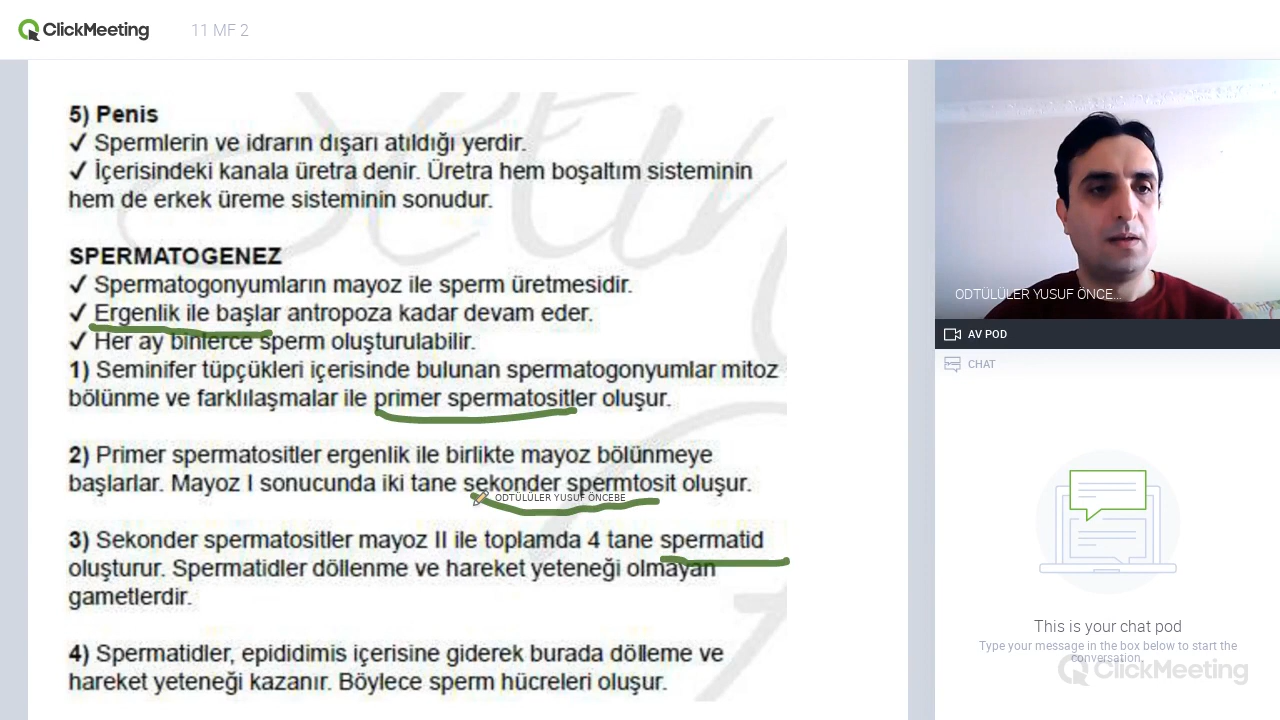 ClickMeeting
11 MF 2
5) Penis
✓ Spermlerin ve idrarın dışarı atıldığı yerdir.
✓ İçerisindeki kanala üretra denir. Üretra hem boşaltım sisteminin
hem de erkek üreme sisteminin sonudur.
SPERMATOGENEZ
✓ Spermatogonyumların mayoz ile sperm üretmesidir.
✓ Ergenlik ile başlar antropoza kadar devam eder.
✓ Her ay binlerce sperm oluşturulabilir.
1) Seminifer tüpçükleri içerisinde bulunan spermatogonyumlar mitoz
bölünme ve farklılaşmalar ile primer spermatositler oluşur.
2) Primer spermatositler ergenlik ile birlikte mayoz bölünmeye
başlarlar. Mayoz I sonucunda iki tane sekonder spermtosit oluşur.
ODTÜLÜLER YUSUF ÖNCEBE
3) Sekonder spermatositler mayoz II ile toplamda 4 tane spermatid
oluşturur. Spermatidler döllenme ve hareket yeteneği olmayan
gametlerdir.
4) Spermatidler, epididimis içerisine giderek burada dölleme ve
hareket yeteneği kazanır. Böylece sperm hücreleri oluşur.
ODTÜLÜLER YUSUF ÖNCE...
AV POD
CHAT
This is your chat pod
Type your message in the box below to start the
conversation.
ClickMeeting